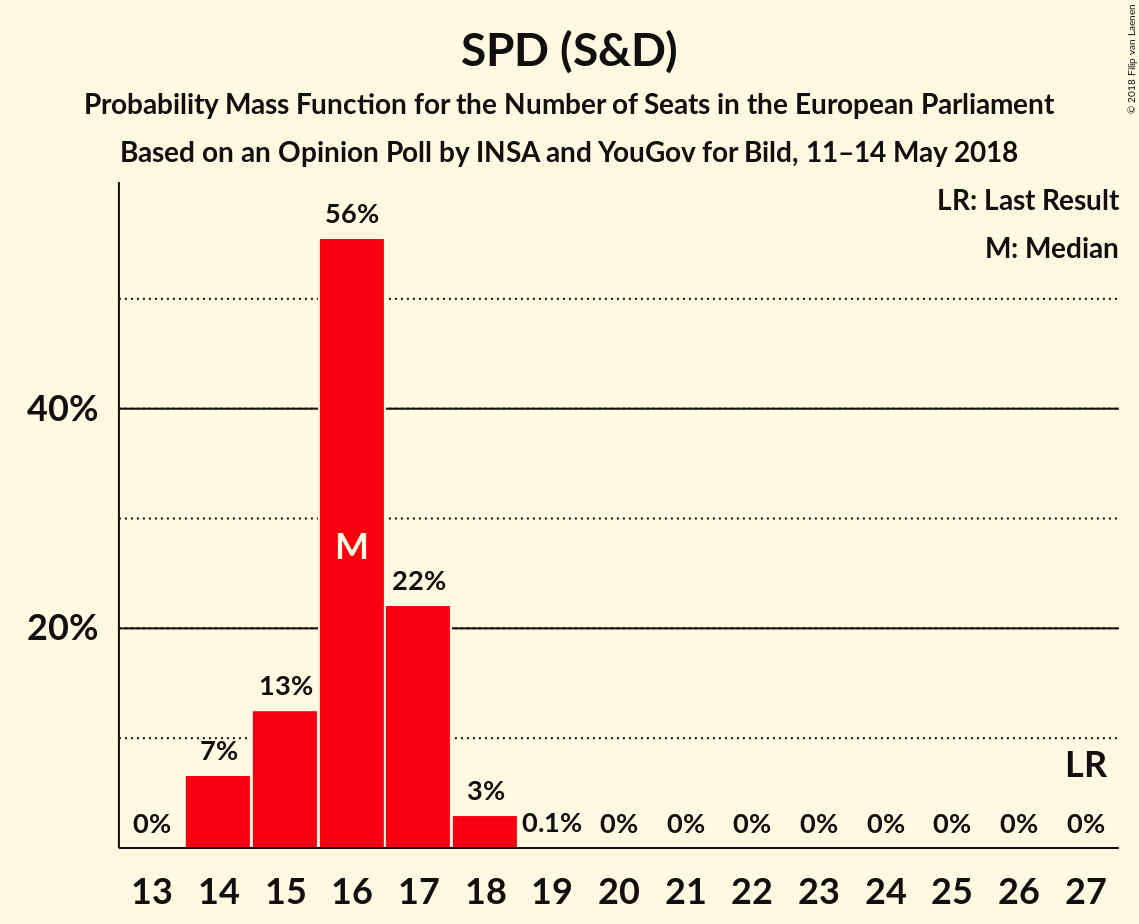 SPD (S&D)
Probability Mass Function for the Number of Seats in the European Parliament
Based on an Opinion Poll by INSA and YouGov for Bild, 11–14 May 2018
© 2018 Filip van Laenen
LR: Last Result
M: Median
56%
40%
M
22%
20%
13%
7%
LR
3%
0% 0.1% 0% 0% 0% 0% 0% 0% 0% 0%
13 14 15 16 17 18 19 20 21 22 23 24 25 26 27